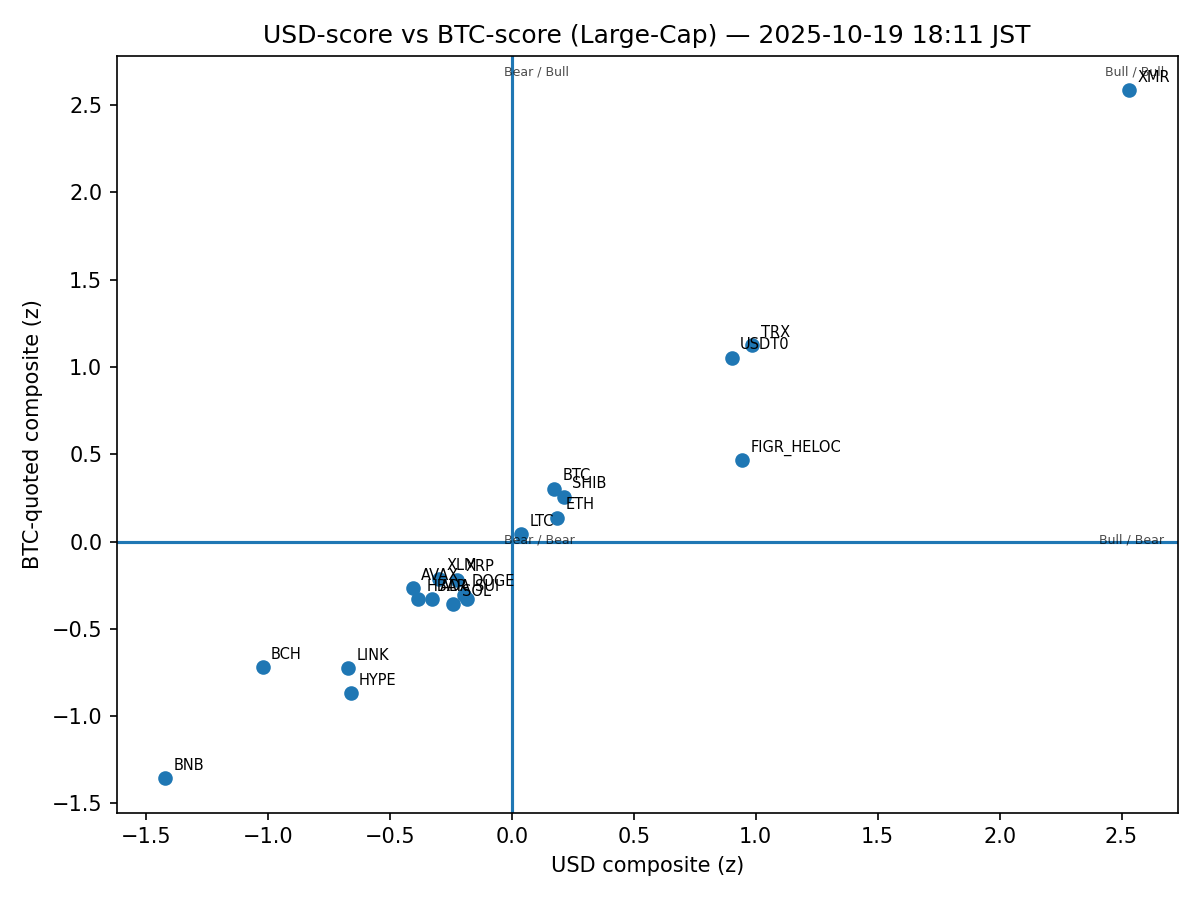 USD-score vs BTC-score (Large-Cap) — 2025-10-19 18:11 JST
Bear / Bull
Bull / Bull
XMR
2.5
2.0
1.5
TRX
USDT0
1.0
FIGR_HELOC
0.5
BTC
SHIB
ETH
LTC
0.0
Bear / Bear
Bull / Bear
XLM
XRP
AVAX
DOGE
HBAR
ADA
SUI
SOL
−0.5
BCH
LINK
HYPE
−1.0
BNB
−1.5
−1.5
−1.0
−0.5
0.0
0.5
1.0
1.5
2.0
2.5
USD composite (z)
BTC-quoted composite (z)